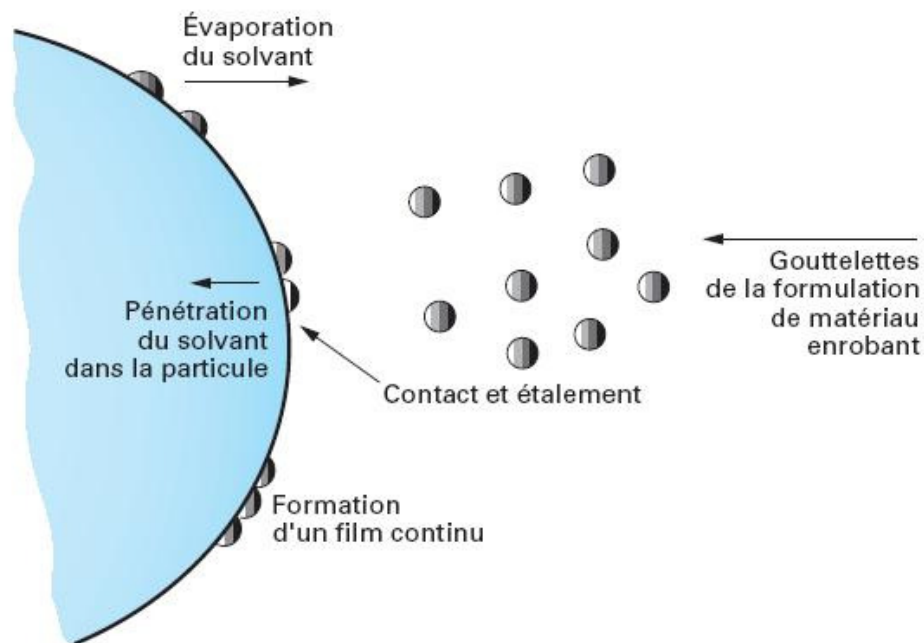 Évaporation
du solvant
Gouttelettes
de la formulation
de matériau
enrobant
Pénétration
du solvant
dans la particule
Contact et étalement
Formation
d'un film continu